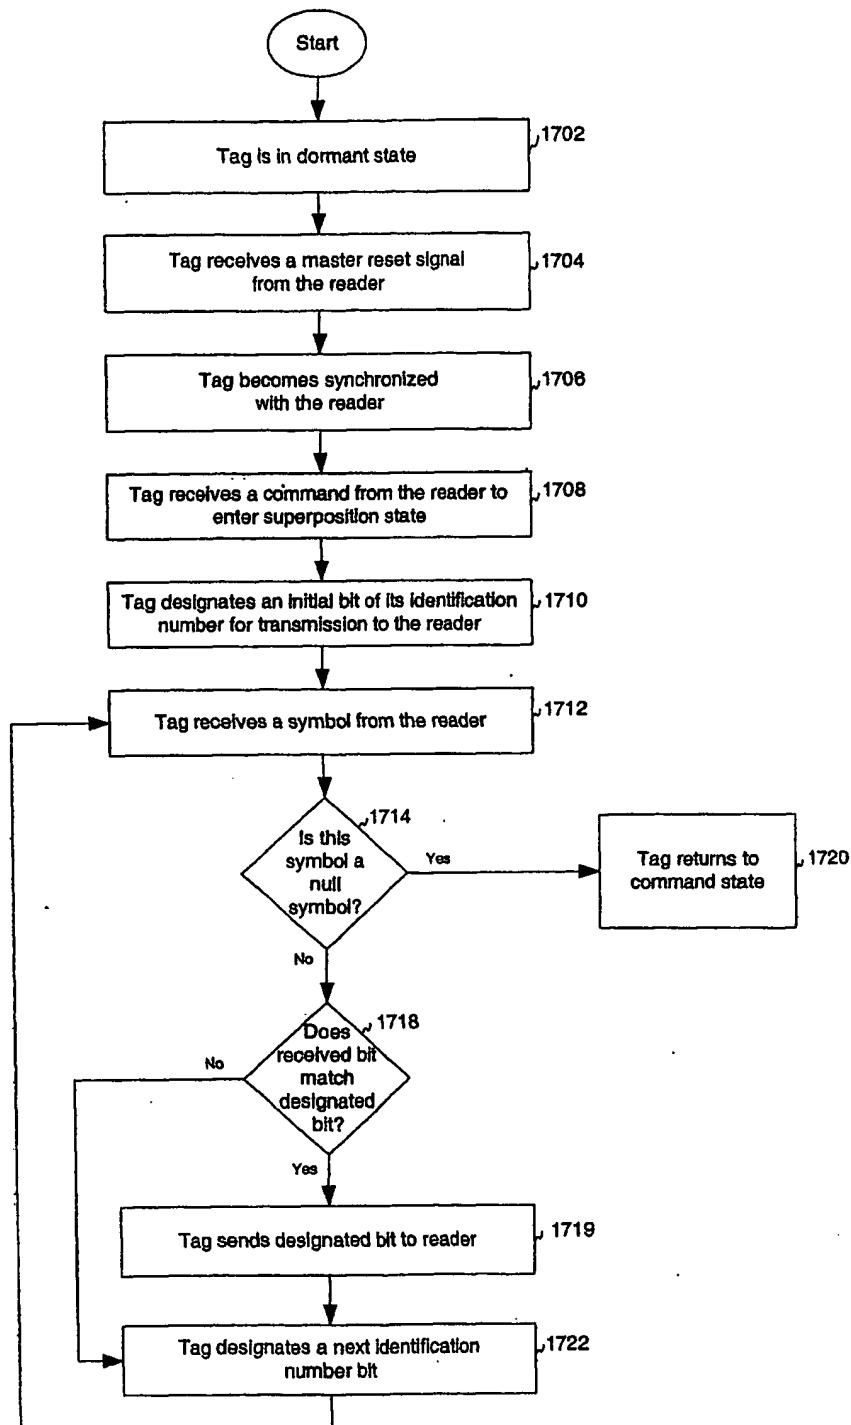 Start
Tag is in dormant state
1702
Tag receives a master reset signal
from the reader
1704
Tag becomes synchronized
with the reader
1706
Tag receives a command from the reader to
enter superposition state
1708
Tag designates an initial bit of its identification
number for transmission to the reader
1710
Tag receives a symbol from the reader
1712
Is this
symbol a
null
symbol?
1714
Yes
Tag returns to
command state
1720
No
Does
received bit
match
designated
bit?
1718
No
Yes
Tag sends designated bit to reader
1719
Tag designates a next identification
number bit
1722